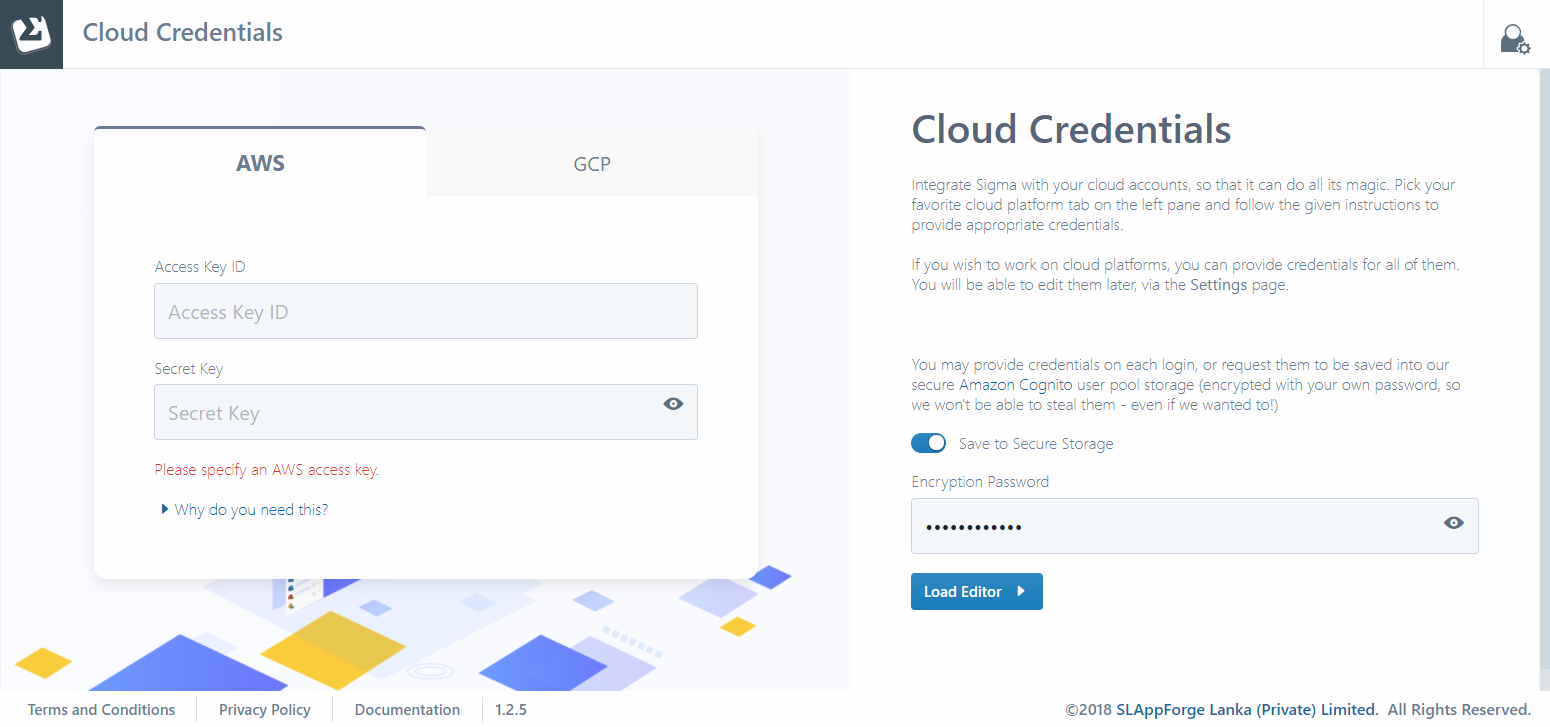 Cloud Credentials
AWS
GCP
Access Key ID
Access Key ID
Secret Key
Secret Key
Please specify an AWS access key.
Why do you need this?
Cloud Credentials
Integrate Sigma with your cloud accounts, so that it can do all its magic. Pick your
favorite cloud platform tab on the left pane and follow the given instructions to
provide appropriate credentials.
If you wish to work on cloud platforms, you can provide credentials for all of them.
You will be able to edit them later, via the Settings page.
You may provide credentials on each login, or request them to be saved into our
secure Amazon Cognito user pool storage (encrypted with your own password, so
we won't be able to steal them - even if we wanted to!)
Save to Secure Storage
Encryption Password
••••••••••••
Load Editor
Terms and Conditions
Privacy Policy
Documentation
1.2.5
©2018 SLAppForge Lanka (Private) Limited. All Rights Reserved.